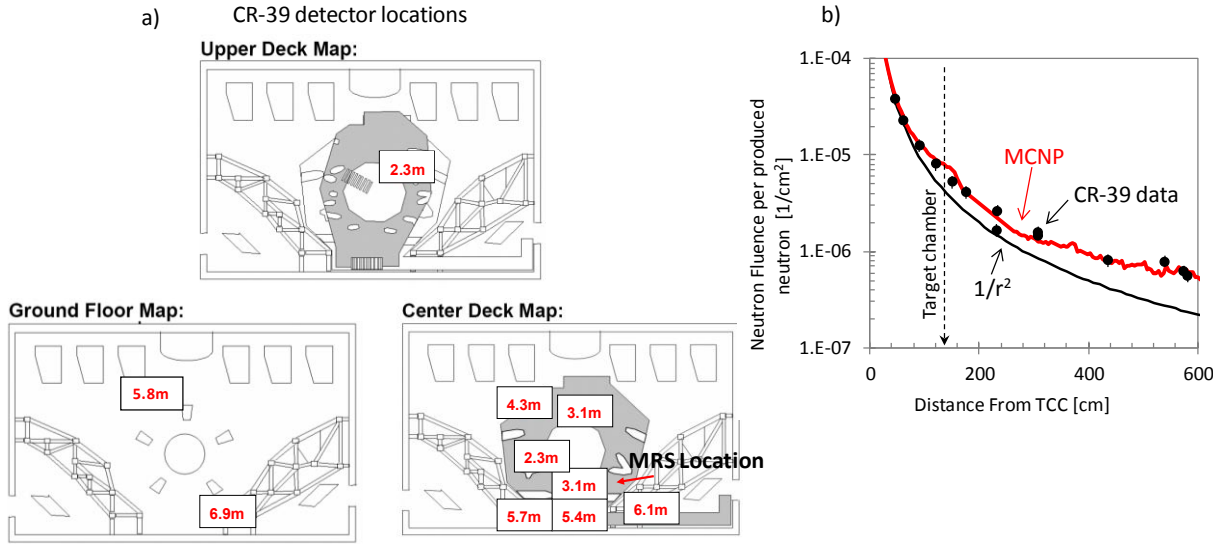 a)
CR-39 detector locations
Upper Deck Map:
2.3m
Ground Floor Map:
5.8m
6.9m
Center Deck Map:
4.3m
3.1m
2.3m
MRS Location
3.1m
6.1m
5.7m
5.4m
b)
Neutron Fluence per produced
neutron [1/cm²]
1.E-04
1.E-05
1.E-06
1.E-07
MCNP
CR-39 data
1/r²
Target chamber
0
200
400
600
Distance From TCC [cm]